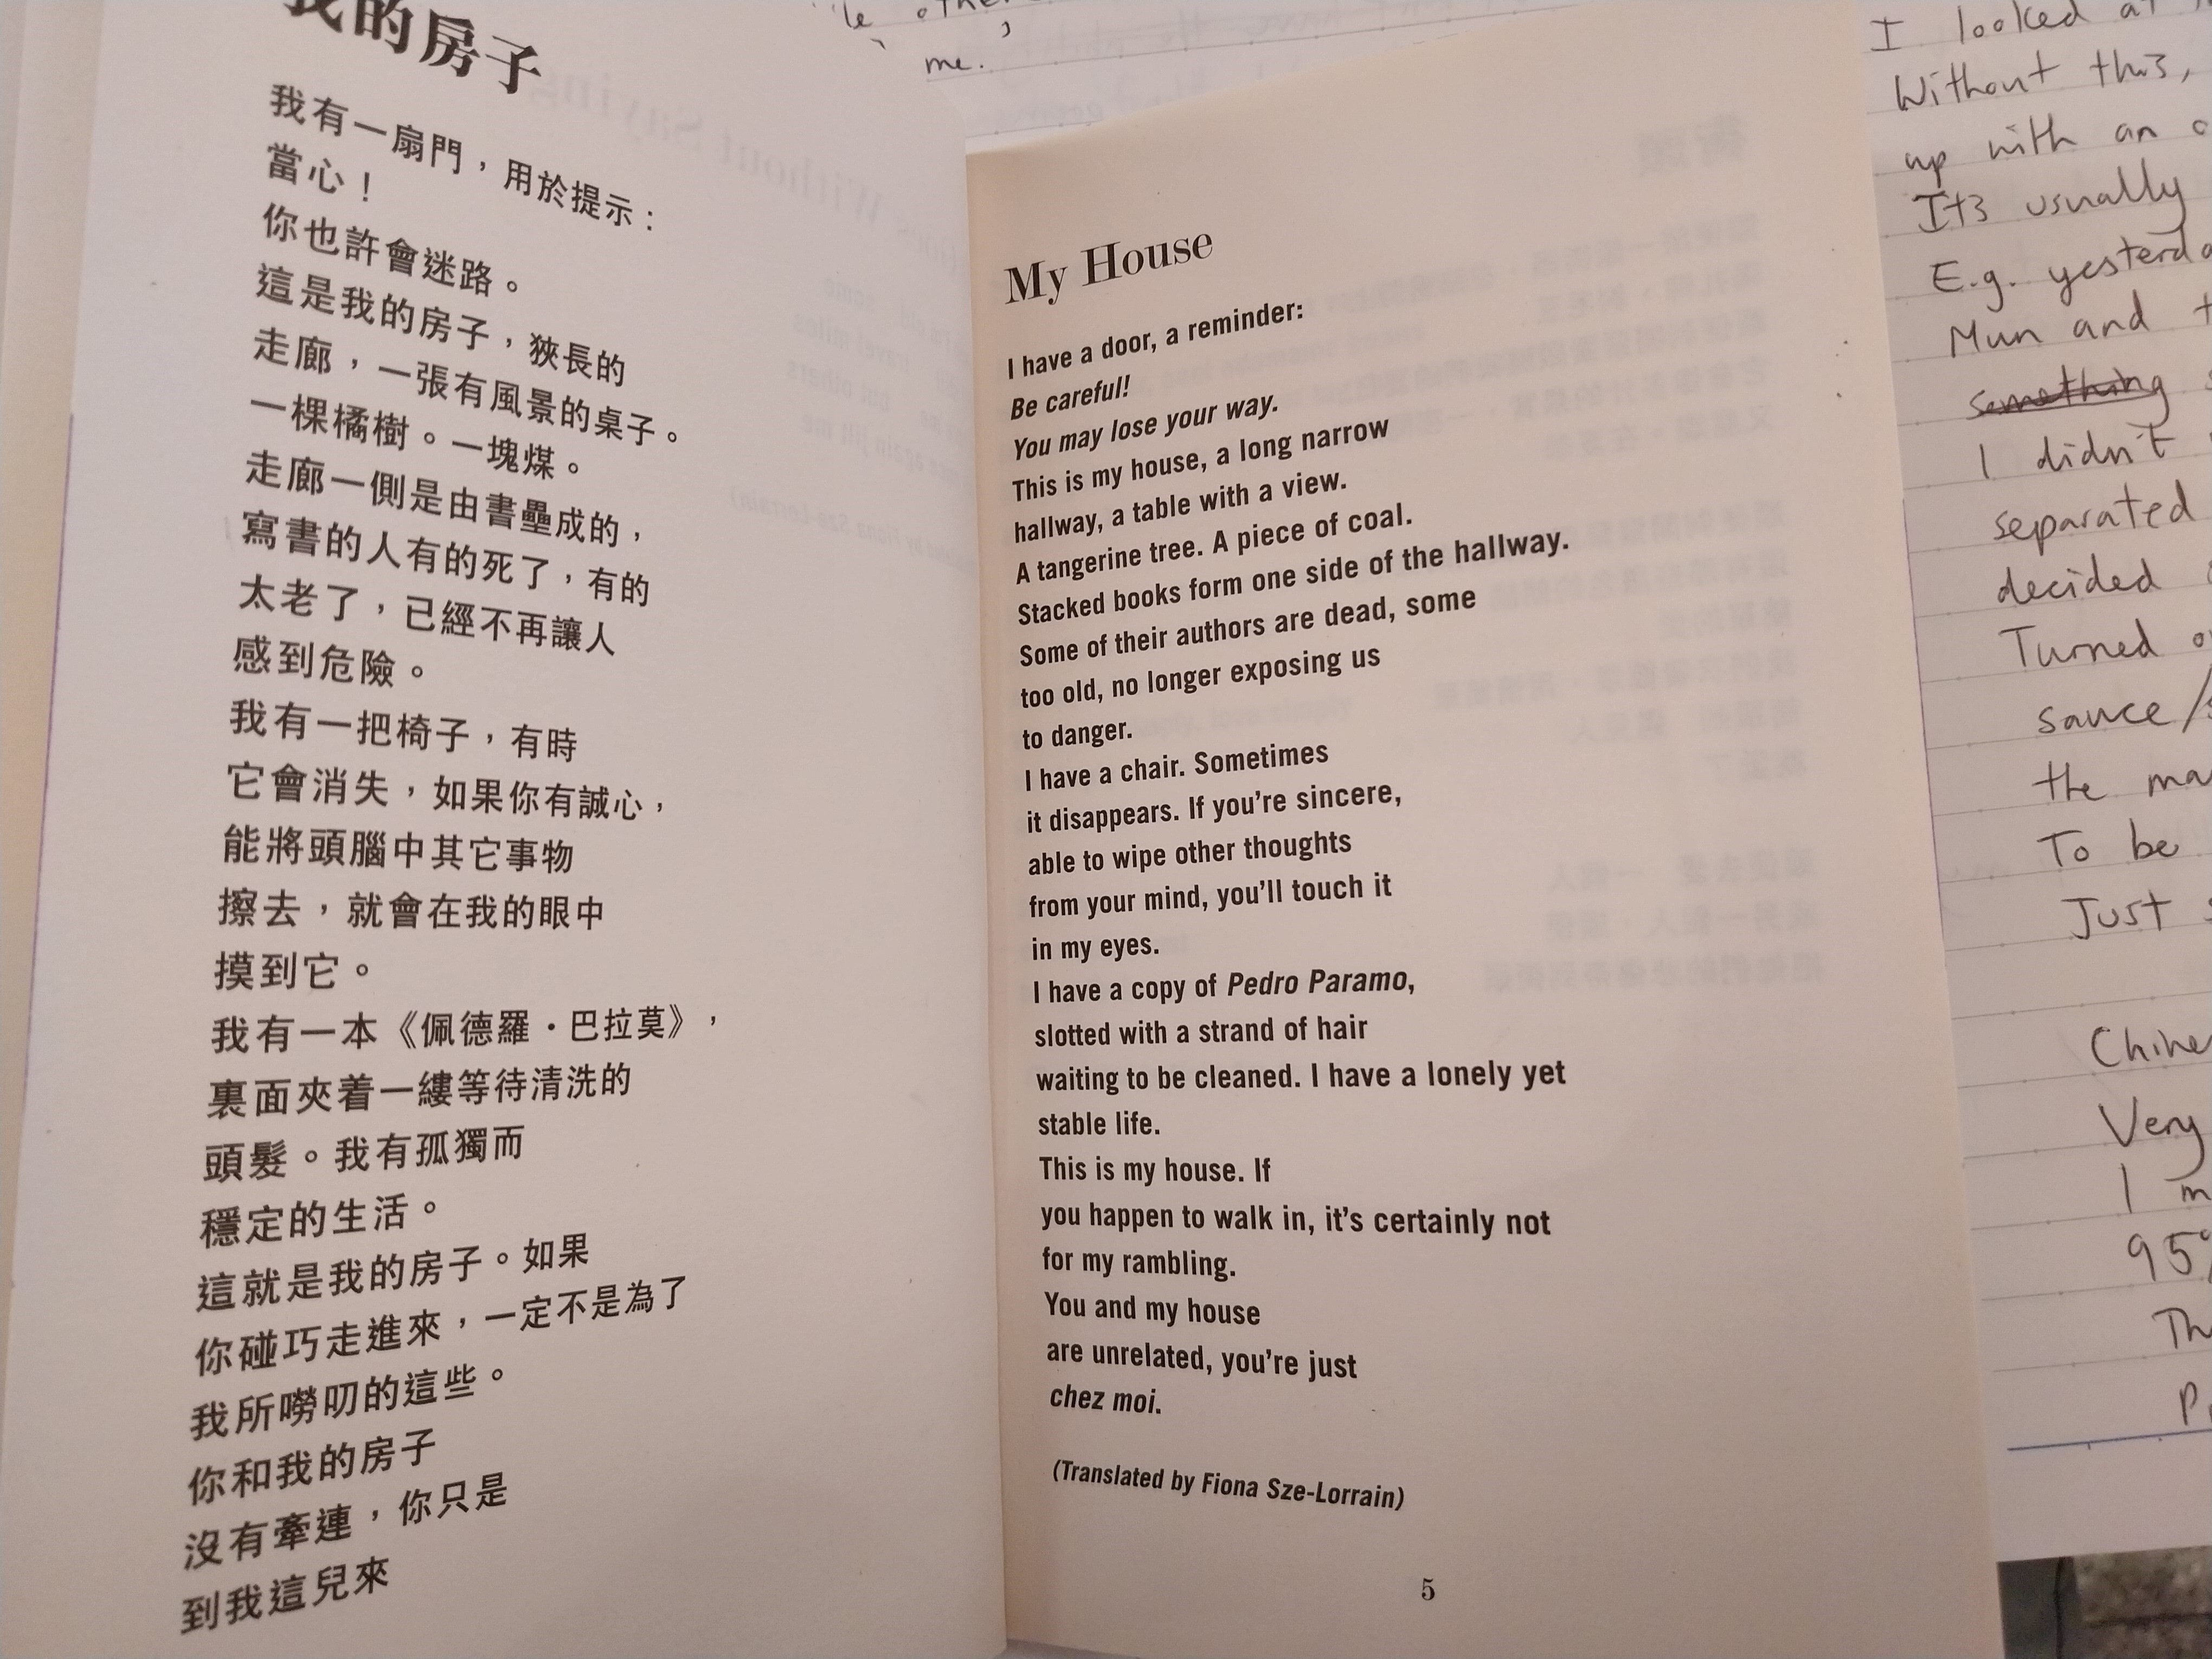 我的房子
我有一扇門，用於提示：
當心！
你也許會迷路。
這是我的房子，狹長的
走廊，一張有風景的桌子。
一棵橘樹。一塊煤。
走廊一側是由書壘成的，
寫書的人有的死了，有的
太老了，已經不再讓人
感到危險。
我有一把椅子，有時
它會消失，如果你有誠心，
能將頭腦中其它事物
擦去，就會在我的眼中
摸到它。
我有一本《佩德羅·巴拉莫》，
裏面夾着一縷等待清洗的
頭髮。我有孤獨而
穩定的生活。
這就是我的房子。如果
你碰巧走進來，一定不是為了
我所嘮叨的這些。
你和我的房子
沒有牽連，你只是
到我這兒來
me.
My House
I have a door, a reminder:
Be careful!
You may lose your way.
This is my house, a long narrow
hallway, a table with a view.
A tangerine tree. A piece of coal.
Stacked books form one side of the hallway.
Some of their authors are dead, some
too old, no longer exposing us
to danger.
I have a chair. Sometimes
it disappears. If you're sincere,
able to wipe other thoughts
from your mind, you'll touch it
in my eyes.
I have a copy of Pedro Paramo,
slotted with a strand of hair
waiting to be cleaned. I have a lonely yet
stable life.
This is my house. If
you happen to walk in, it's certainly not
for my rambling.
You and my house
are unrelated, you're just
chez moi.
(Translated by Fiona Sze-Lorrain)
5
I looked at
Without this,
up with an
Its usually
E.g.
Mun and
something
I didn't
separated
decided
Turned
sauce/
the
To be
Just
Very
I
95